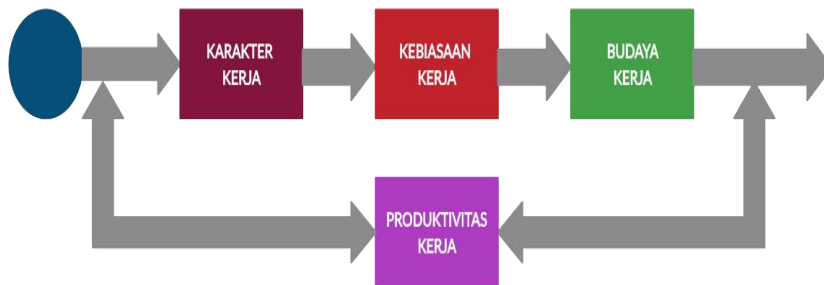 KARAKTER
KERJA
KEBIASAAN
KERJA
BUDAYA
KERJA
PRODUKTIVITAS
KERJA